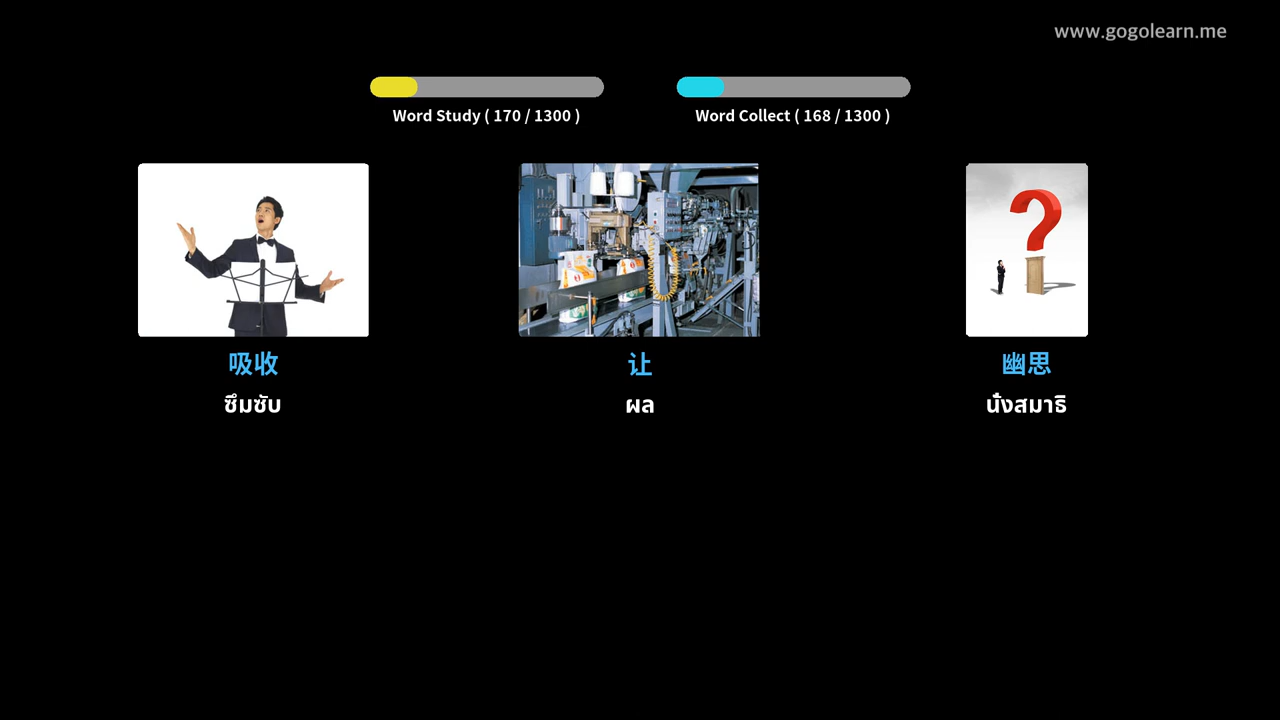 www.gogolearn.me
Word Study ( 170 / 1300 )
Word Collect ( 168 / 1300 )
吸收
让
幽思
ซึมซับ
ผล
นั่งสมาธิ